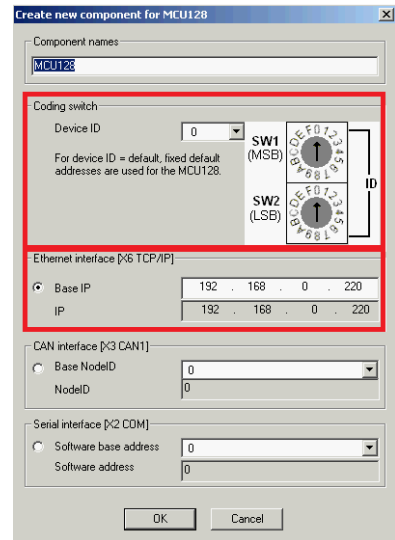 Create new component for MCU128
Component names
MCU128
Coding switch
Device ID 0
For device ID = default, fixed default
addresses are used for the MCU128.
SW1
(MSB)
SW2
(LSB)
ID
Ethernet interface [X6 TCP/IP]
Base IP 192 . 168 . 0 . 220
IP 192 . 168 . 0 . 220
CAN interface [X3 CAN1]
Base NodeID 0
NodeID 0
Serial interface [X2 COM]
Software base address 0
Software address 0
OK Cancel